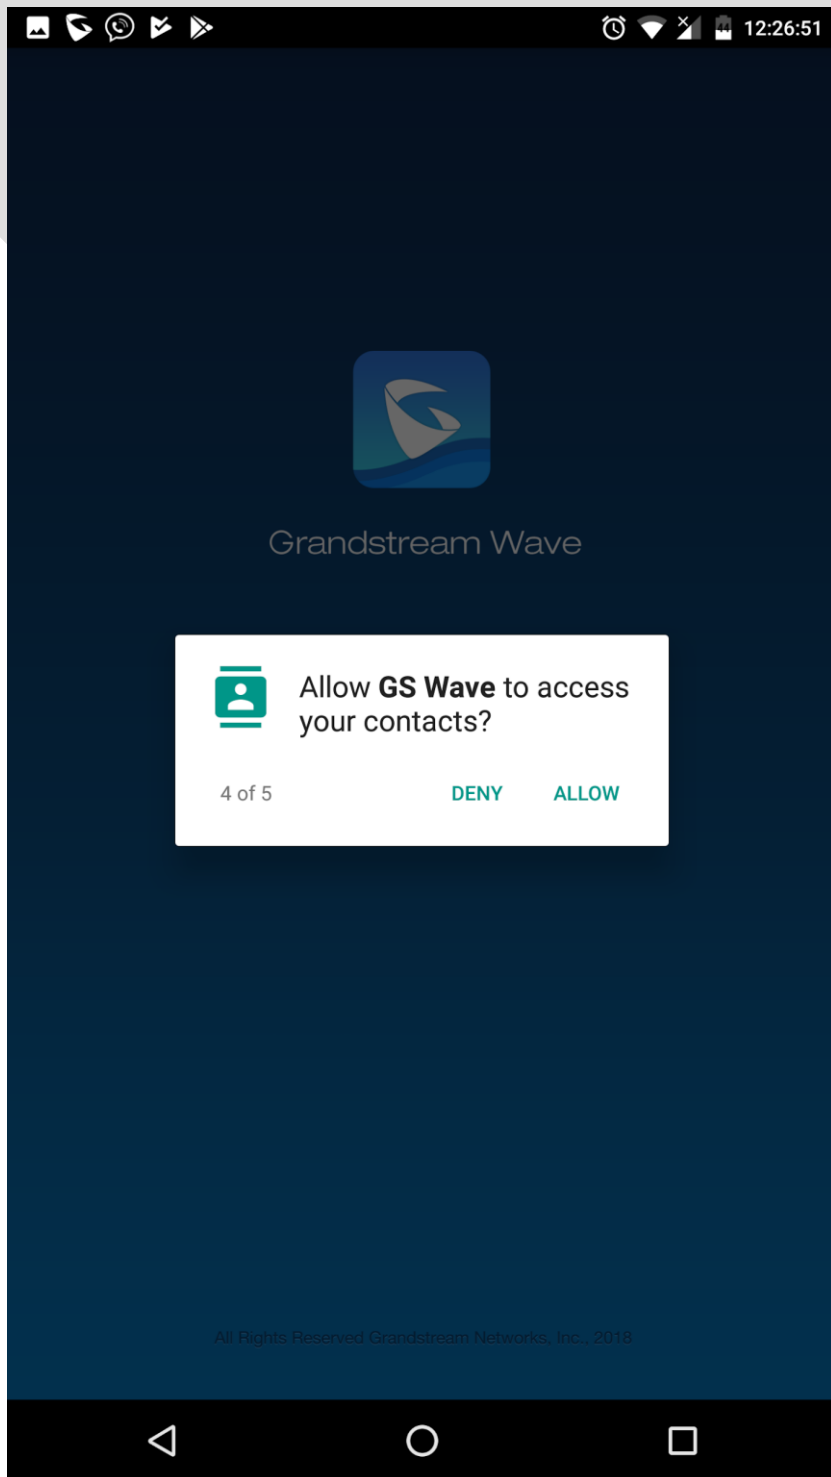 44 12:26:51
Grandstream Wave
Allow GS Wave to access
your contacts?
4 of 5 DENY ALLOW
All Rights Reserved Grandstream Networks, Inc., 2018